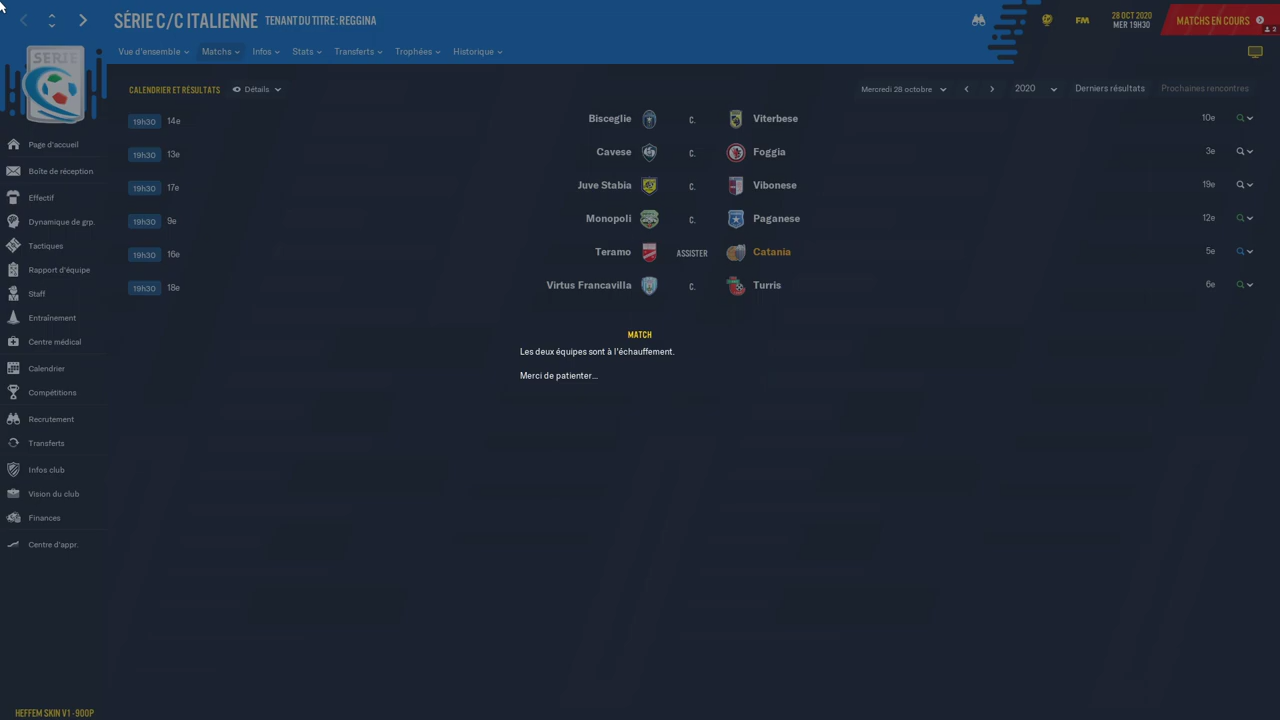 SÉRIE C/C ITALIENNE TENANT DU TITRE : REGGINA
FM
28 OCT 2020
MER 19H30
MATCHS EN COURS
2
Vue d'ensemble Matchs Infos Stats Transferts Trophées Historique
SERIE
CALENDRIER ET RÉSULTATS Détails Mercredi 28 octobre 2020 Derniers résultats Prochaines rencontres
19h30 14e Bisceglie C. Viterbese 10e
19h30 13e Cavese C. Foggia 3e
19h30 17e Juve Stabia C. Vibonese 19e
19h30 9e Monopoli C. Paganese 12e
19h30 16e Teramo ASSISTER Catania 5e
19h30 18e Virtus Francavilla C. Turris 6e
Page d'accueil
Boîte de réception
Effectif
Dynamique de grp.
Tactiques
Rapport d'équipe
Staff
Entraînement
Centre médical
Calendrier
Compétitions
Recrutement
Transferts
Infos club
Vision du club
Finances
Centre d'appr.
MATCH
Les deux équipes sont à l'échauffement.
Merci de patienter...
HEFFEM SKIN V1 - 900P